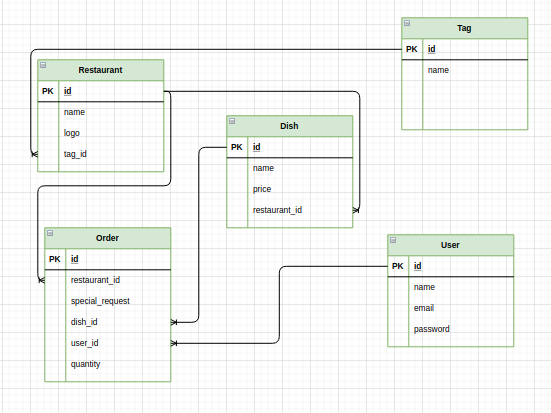 Tag
PK id
name
Restaurant
PK id
name
logo
tag_id
Dish
PK id
name
price
restaurant_id
Order
PK id
restaurant_id
special_request
dish_id
user_id
quantity
User
PK id
name
email
password